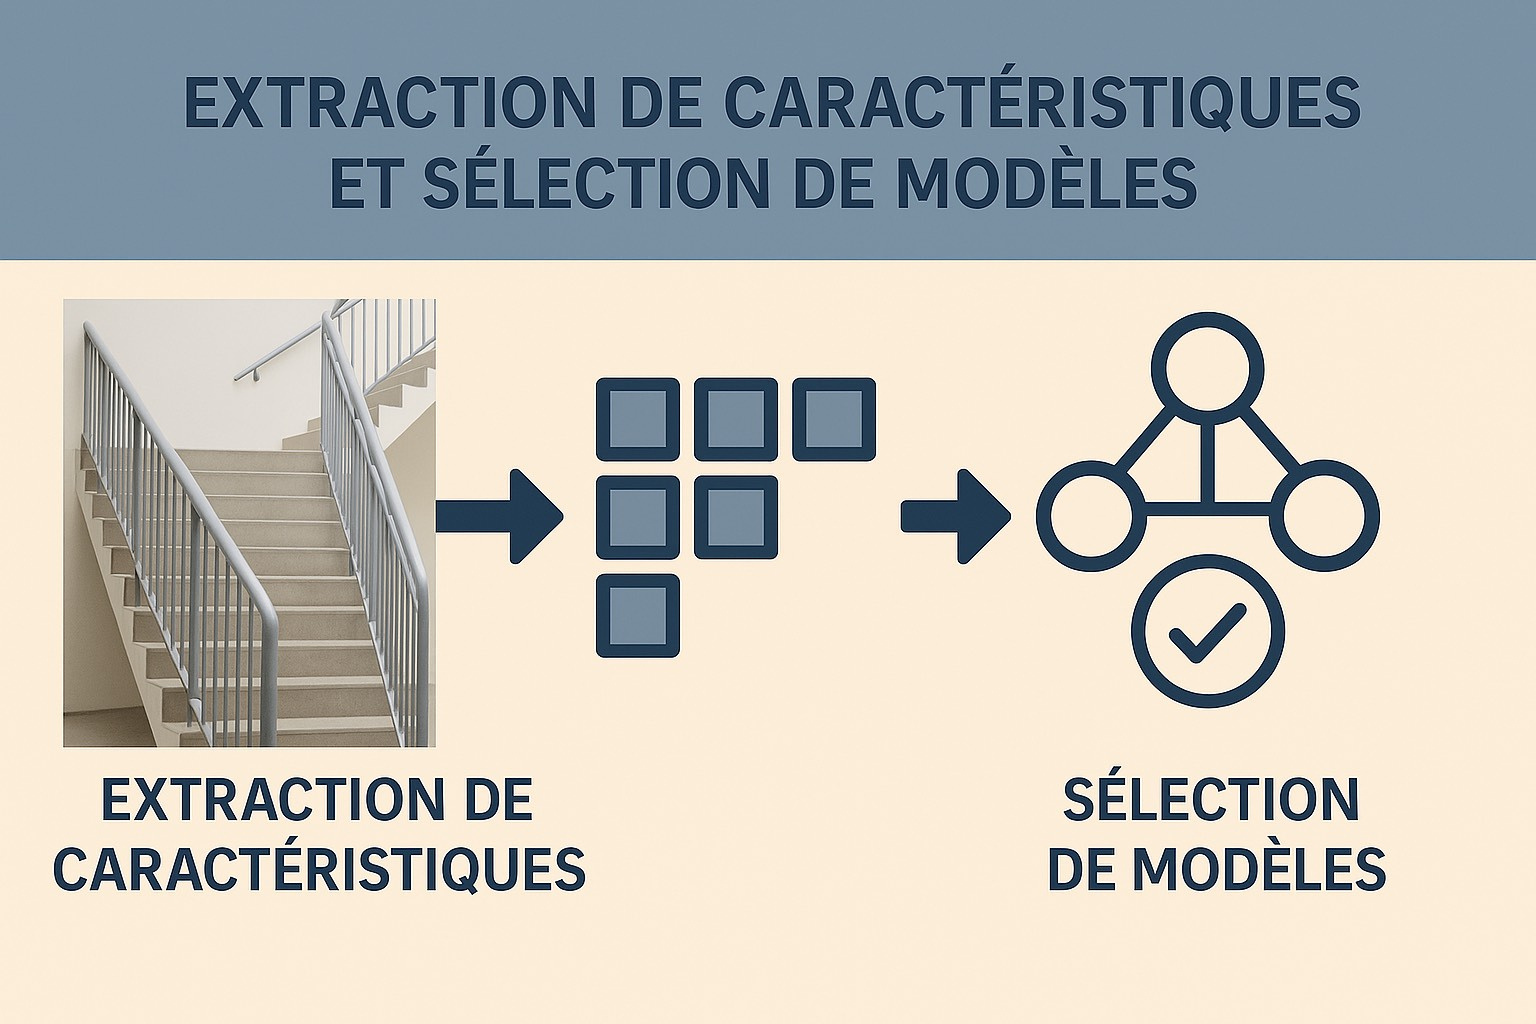 EXTRACTION DE CARACTÉRISTIQUES
ET SÉLECTION DE MODÈLES
EXTRACTION DE
CARACTÉRISTIQUES
SÉLECTION
DE MODÈLES